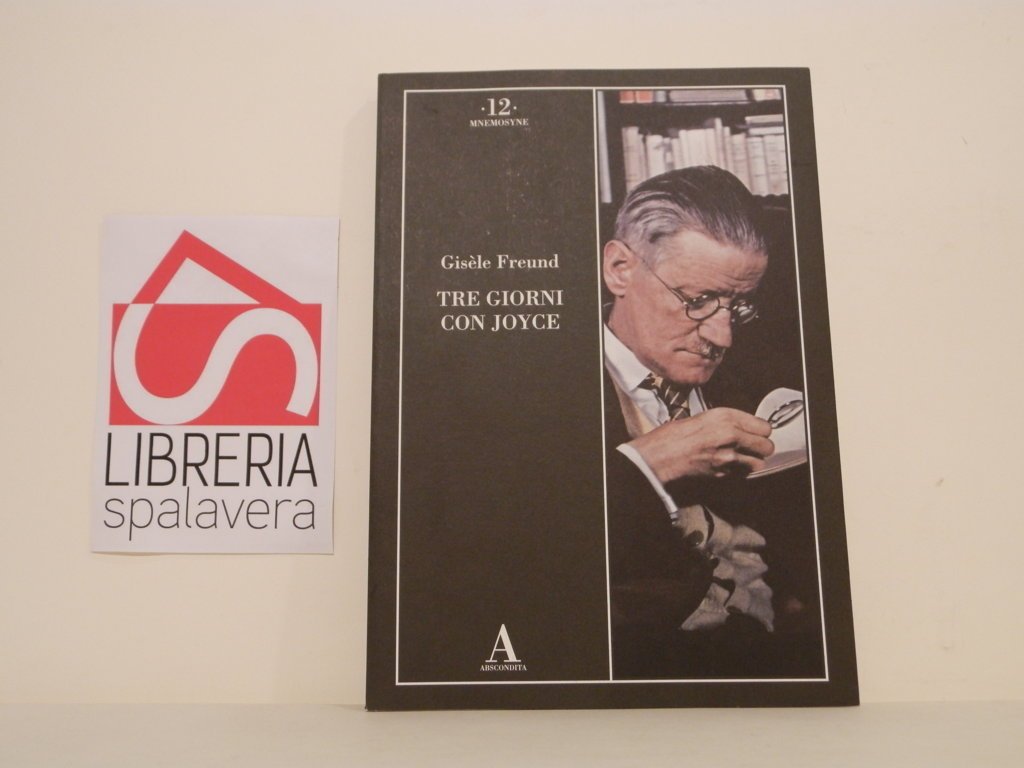 LIBRERIA
spalavera
·12·
MNEMOSYNE
Gisèle Freund
TRE GIORNI
CON JOYCE
A
ABSCONDITA